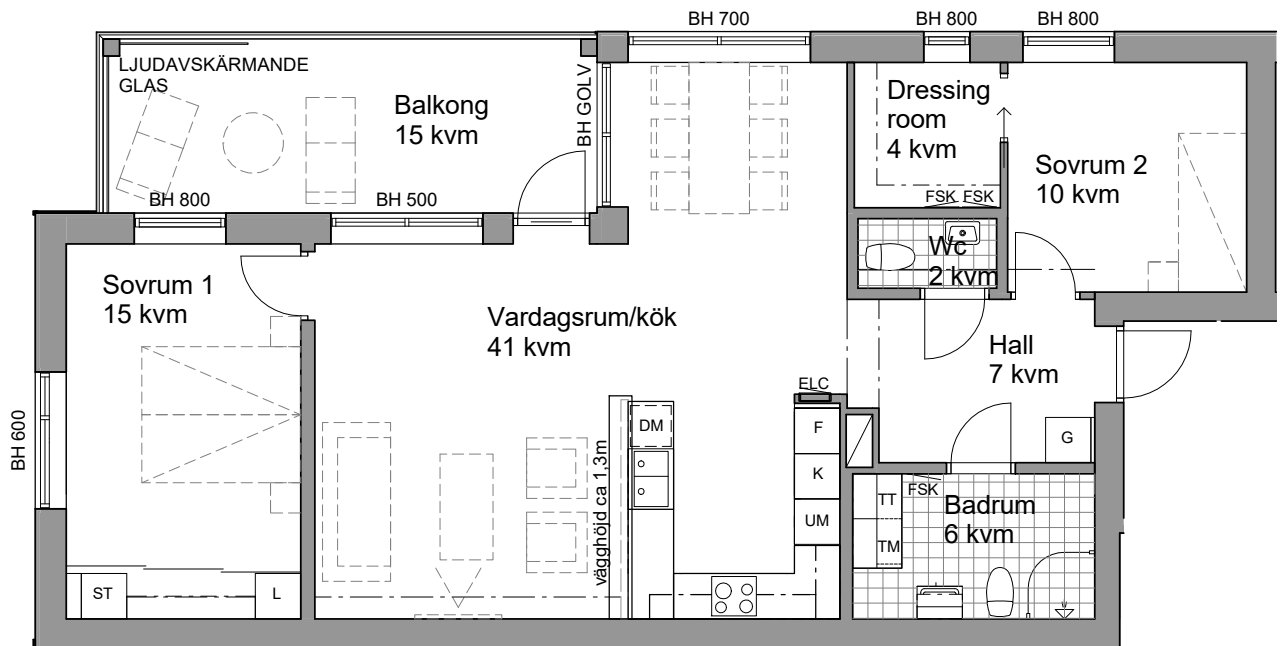 BH 700
BH 800
BH 800
LJUDAVSKÄRMANDE
GLAS
Balkong
15 kvm
BH GOLV
Dressing
room
4 kvm
Sovrum 2
10 kvm
BH 800
BH 500
FSK
FSK
Wc
2 kvm
Sovrum 1
15 kvm
Vardagsrum/kök
41 kvm
Hall
7 kvm
ELC
BH 600
DM
F
K
UM
G
vägghöjd ca 1,3m
FSK
TT
TM
Badrum
6 kvm
ST
L